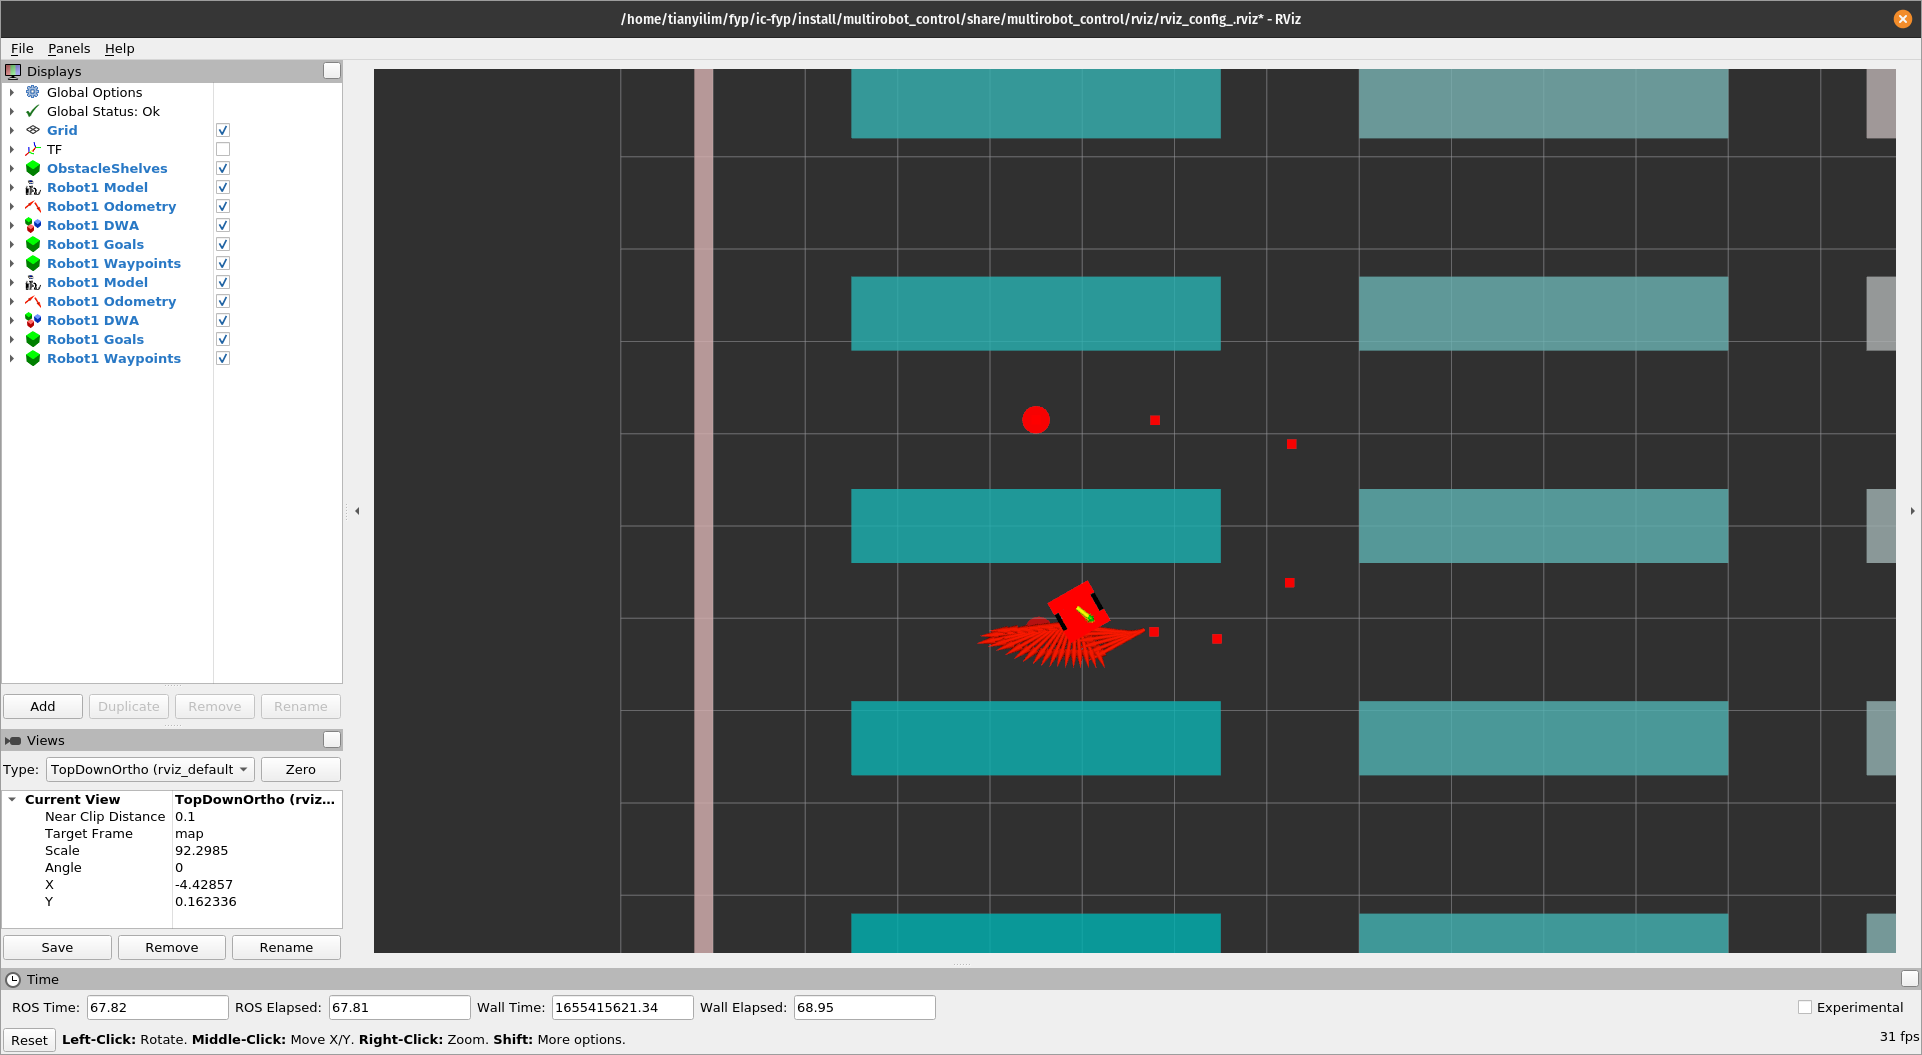 /home/tianyilim/fyp/ic-fyp/install/multirobot_control/share/multirobot_control/rviz/rviz_config_.rviz* - RViz
File Panels Help
Displays
Global Options
Global Status: Ok
Grid
TF
ObstacleShelves
Robot1 Model
Robot1 Odometry
Robot1 DWA
Robot1 Goals
Robot1 Waypoints
Robot1 Model
Robot1 Odometry
Robot1 DWA
Robot1 Goals
Robot1 Waypoints
Add Duplicate Remove Rename
Views
Type: TopDownOrtho (rviz_default Zero
Current View TopDownOrtho (rviz...
Near Clip Distance 0.1
Target Frame map
Scale 92.2985
Angle 0
X -4.42857
Y 0.162336
Save Remove Rename
Time
ROS Time: 67.82 ROS Elapsed: 67.81 Wall Time: 1655415621.34 Wall Elapsed: 68.95 Experimental
Reset Left-Click: Rotate. Middle-Click: Move X/Y. Right-Click: Zoom. Shift: More options. 31 fps